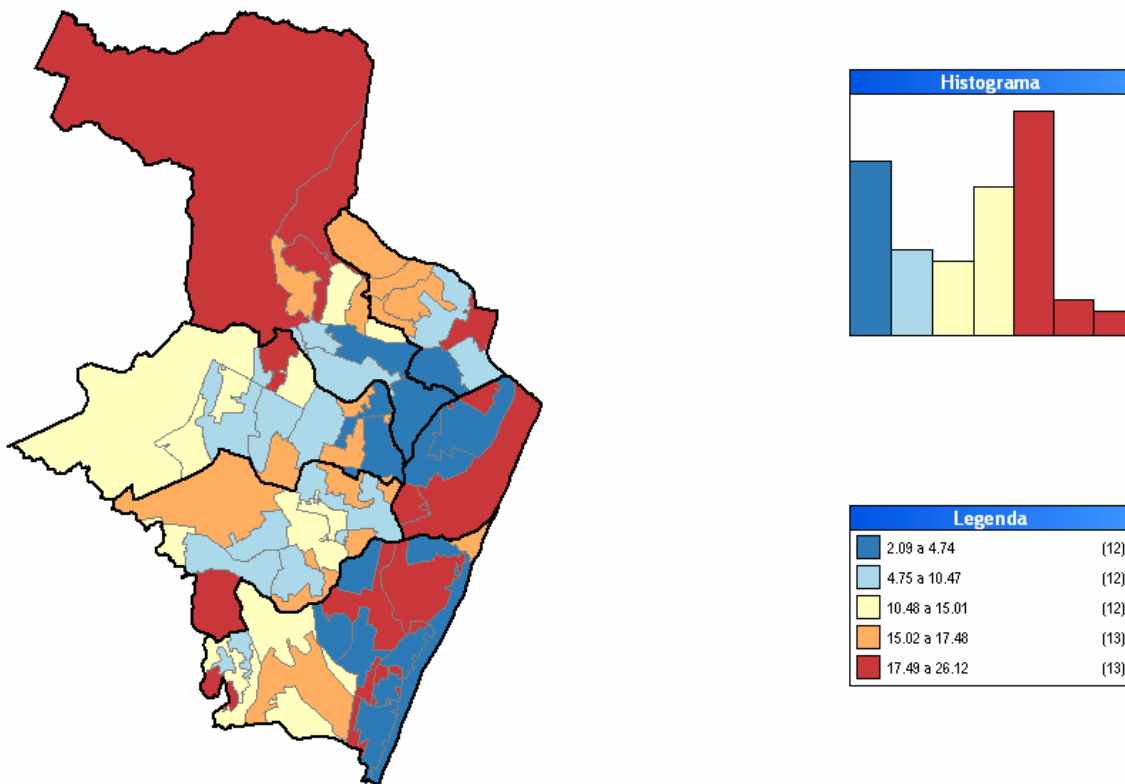 Histograma
Legenda
2.09 a 4.74 (12)
4.75 a 10.47 (12)
10.48 a 15.01 (12)
15.02 a 17.48 (13)
17.49 a 26.12 (13)